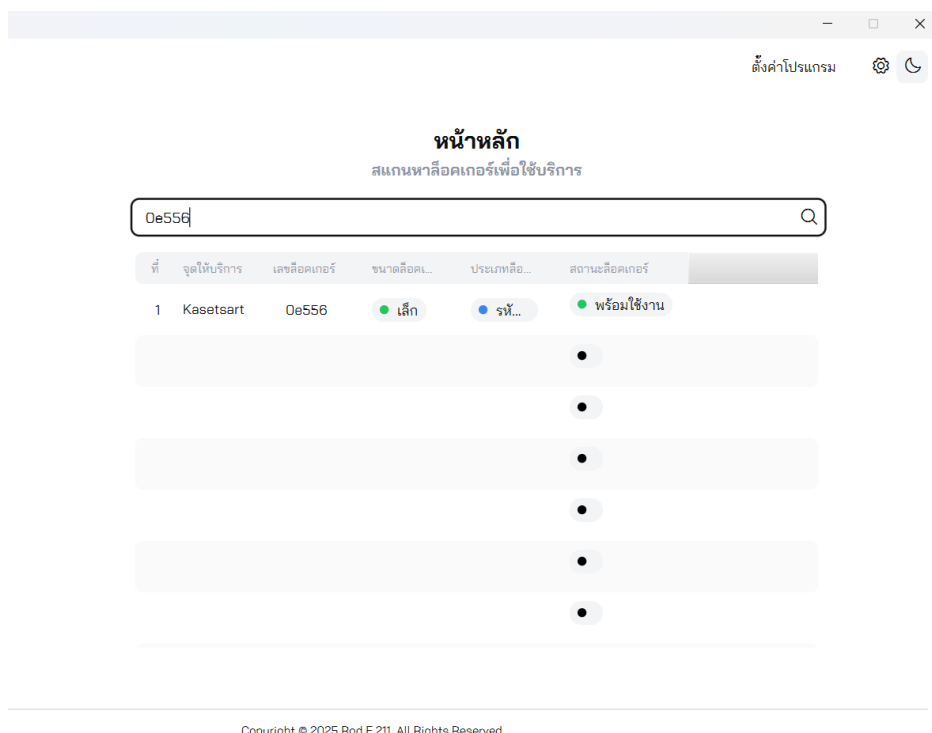 ตั้งค่าโปรแกรม
หน้าหลัก
สแกนหาล็อคเกอร์เพื่อใช้บริการ
0e556
ที่ จุดให้บริการ เลขล็อคเกอร์ ขนาดล็อคเ... ประเภทล็อ... สถานะล็อคเกอร์
1 Kasetsart 0e556 เล็ก รหั... พร้อมใช้งาน
Copyright © 2025 Rod F 211. All Rights Reserved